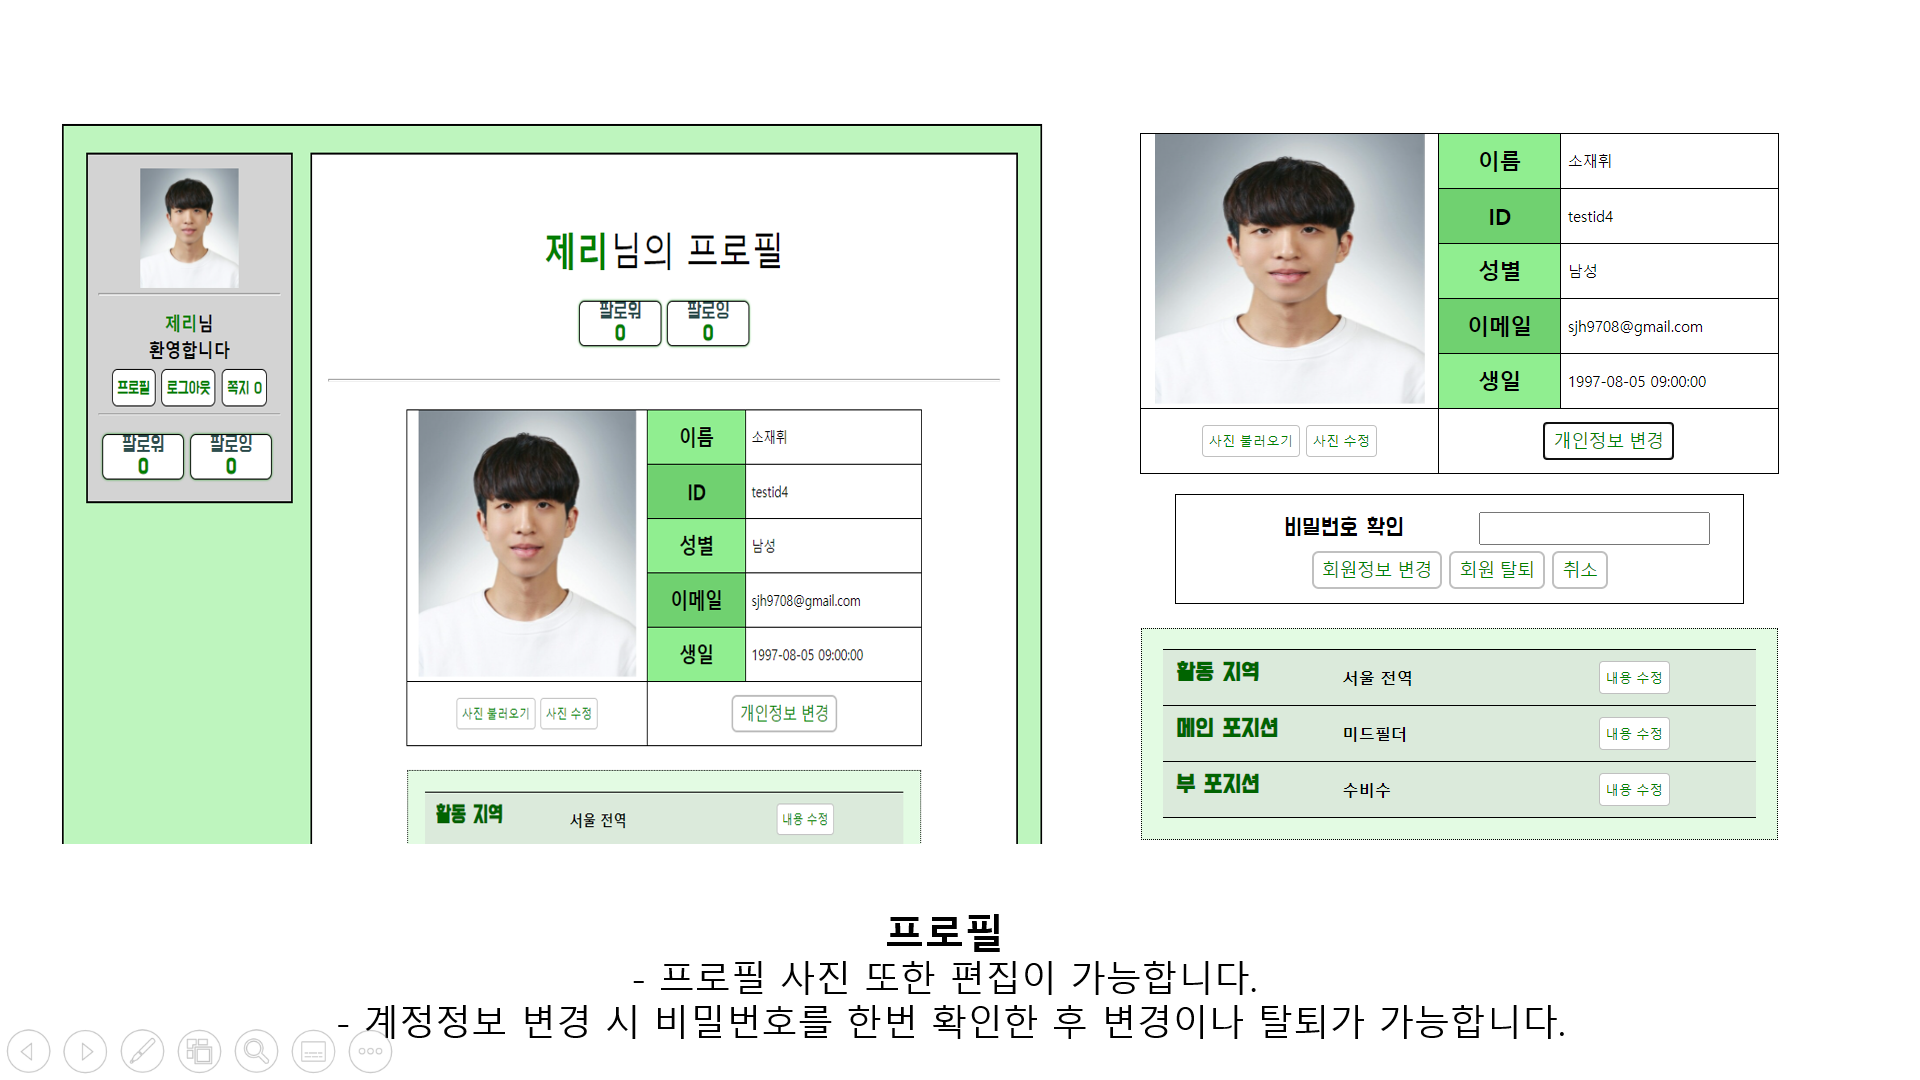 제리님
환영합니다
프로필 로그아웃 쪽지 0
팔로워 팔로잉
0 0
제리님의 프로필
팔로워 팔로잉
0 0
이름 소재휘
ID testid4
성별 남성
이메일 sjh9708@gmail.com
생일 1997-08-05 09:00:00
사진 불러오기 사진 수정 개인정보 변경
활동 지역 서울 전역 내용 수정
이름 소재휘
ID testid4
성별 남성
이메일 sjh9708@gmail.com
생일 1997-08-05 09:00:00
사진 불러오기 사진 수정 개인정보 변경
비밀번호 확인
회원정보 변경 회원 탈퇴 취소
활동 지역 서울 전역 내용 수정
메인 포지션 미드필더 내용 수정
부 포지션 수비수 내용 수정
프로필
- 프로필 사진 또한 편집이 가능합니다.
- 계정정보 변경 시 비밀번호를 한번 확인한 후 변경이나 탈퇴가 가능합니다.